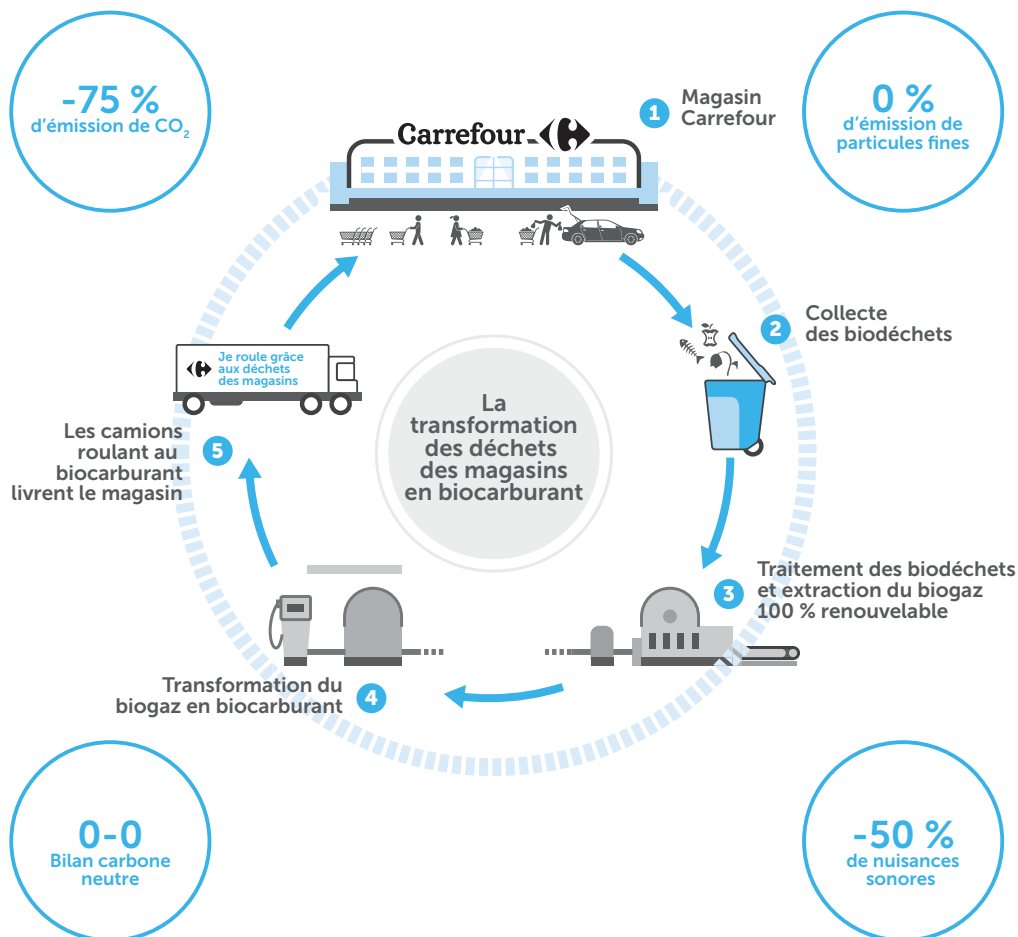 -75 %
d'émission de CO₂
0 %
d'émission de
particules fines
1
Magasin
Carrefour
Carrefour
2
Collecte
des biodéchets
Je roule grâce
aux déchets
des magasins
La
transformation
des déchets
des magasins
en biocarburant
Les camions
roulant au
biocarburant
livrent le magasin
5
3
Traitement des biodéchets
et extraction du biogaz
100 % renouvelable
Transformation du
biogaz en biocarburant
4
0-0
Bilan carbone
neutre
-50 %
de nuisances
sonores